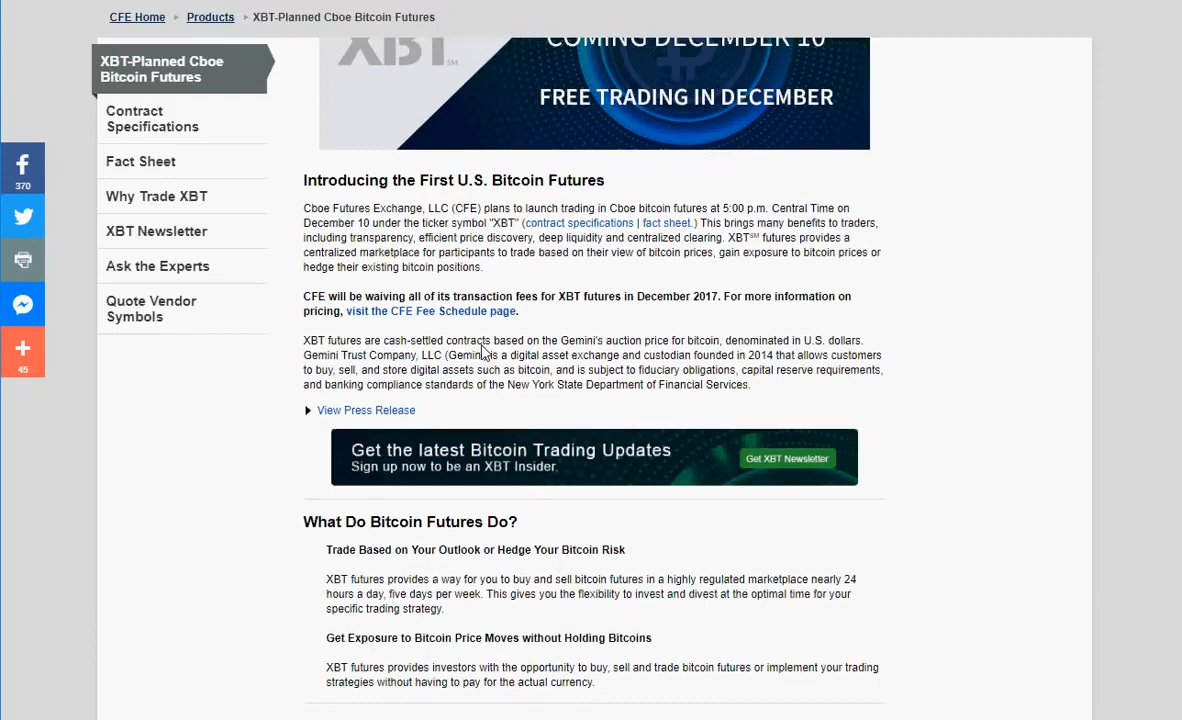 CFE Home Products XBT-Planned Cboe Bitcoin Futures
XBT-Planned Cboe
Bitcoin Futures
Contract
Specifications
Fact Sheet
Why Trade XBT
XBT Newsletter
Ask the Experts
Quote Vendor
Symbols
370
45
XBT SM
COMING DECEMBER 10
FREE TRADING IN DECEMBER
Introducing the First U.S. Bitcoin Futures
Cboe Futures Exchange, LLC (CFE) plans to launch trading in Cboe bitcoin futures at 5:00 p.m. Central Time on
December 10 under the ticker symbol "XBT" (contract specifications | fact sheet.) This brings many benefits to traders,
including transparency, efficient price discovery, deep liquidity and centralized clearing. XBT℠ futures provides a
centralized marketplace for participants to trade based on their view of bitcoin prices, gain exposure to bitcoin prices or
hedge their existing bitcoin positions.
CFE will be waiving all of its transaction fees for XBT futures in December 2017. For more information on
pricing, visit the CFE Fee Schedule page.
XBT futures are cash-settled contracts based on the Gemini's auction price for bitcoin, denominated in U.S. dollars.
Gemini Trust Company, LLC (Gemini) is a digital asset exchange and custodian founded in 2014 that allows customers
to buy, sell, and store digital assets such as bitcoin, and is subject to fiduciary obligations, capital reserve requirements,
and banking compliance standards of the New York State Department of Financial Services.
View Press Release
Get the latest Bitcoin Trading Updates
Sign up now to be an XBT Insider.
Get XBT Newsletter
What Do Bitcoin Futures Do?
Trade Based on Your Outlook or Hedge Your Bitcoin Risk
XBT futures provides a way for you to buy and sell bitcoin futures in a highly regulated marketplace nearly 24
hours a day, five days per week. This gives you the flexibility to invest and divest at the optimal time for your
specific trading strategy.
Get Exposure to Bitcoin Price Moves without Holding Bitcoins
XBT futures provides investors with the opportunity to buy, sell and trade bitcoin futures or implement your trading
strategies without having to pay for the actual currency.